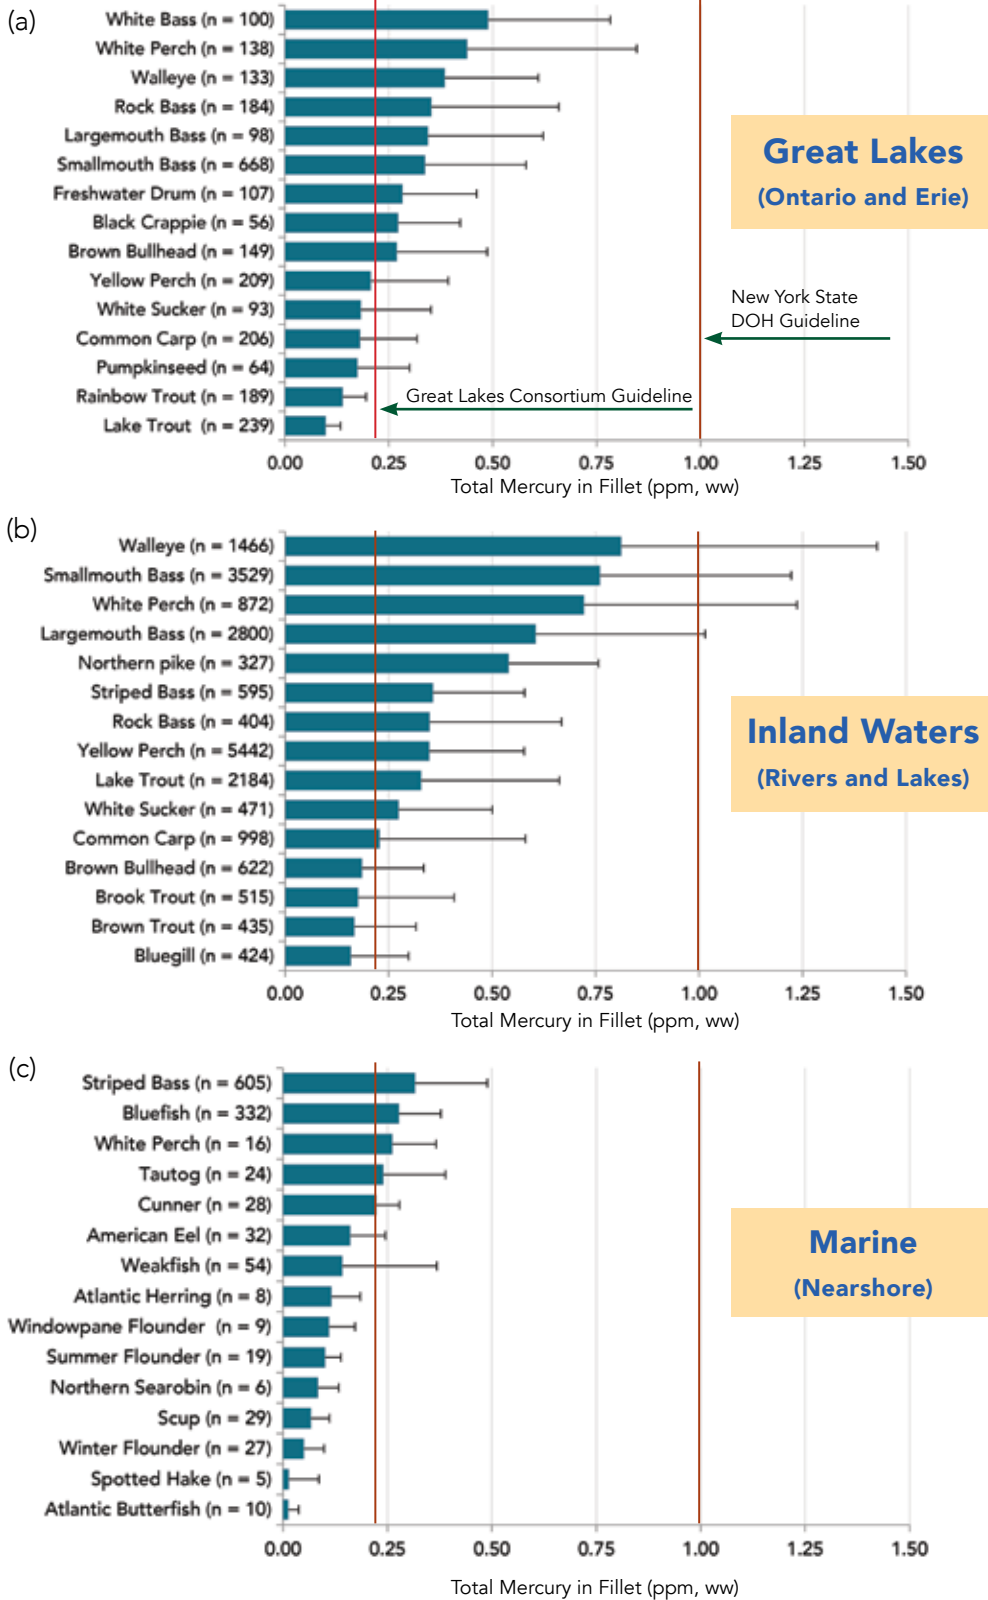 (a)
White Bass (n = 100)
White Perch (n = 138)
Walleye (n = 133)
Rock Bass (n = 184)
Largemouth Bass (n = 98)
Smallmouth Bass (n = 668)
Freshwater Drum (n = 107)
Black Crappie (n = 56)
Brown Bullhead (n = 149)
Yellow Perch (n = 209)
White Sucker (n = 93)
Common Carp (n = 206)
Pumpkinseed (n = 64)
Rainbow Trout (n = 189)
Lake Trout (n = 239)
Great Lakes
(Ontario and Erie)
New York State
DOH Guideline
Great Lakes Consortium Guideline
0.00 0.25 0.50 0.75 1.00 1.25 1.50
Total Mercury in Fillet (ppm, ww)
(b)
Walleye (n = 1466)
Smallmouth Bass (n = 3529)
White Perch (n = 872)
Largemouth Bass (n = 2800)
Northern pike (n = 327)
Striped Bass (n = 595)
Rock Bass (n = 404)
Yellow Perch (n = 5442)
Lake Trout (n = 2184)
White Sucker (n = 471)
Common Carp (n = 998)
Brown Bullhead (n = 622)
Brook Trout (n = 515)
Brown Trout (n = 435)
Bluegill (n = 424)
Inland Waters
(Rivers and Lakes)
0.00 0.25 0.50 0.75 1.00 1.25 1.50
Total Mercury in Fillet (ppm, ww)
(c)
Striped Bass (n = 605)
Bluefish (n = 332)
White Perch (n = 16)
Tautog (n = 24)
Cunner (n = 28)
American Eel (n = 32)
Weakfish (n = 54)
Atlantic Herring (n = 8)
Windowpane Flounder (n = 9)
Summer Flounder (n = 19)
Northern Searobin (n = 6)
Scup (n = 29)
Winter Flounder (n = 27)
Spotted Hake (n = 5)
Atlantic Butterfish (n = 10)
Marine
(Nearshore)
0.00 0.25 0.50 0.75 1.00 1.25 1.50
Total Mercury in Fillet (ppm, ww)